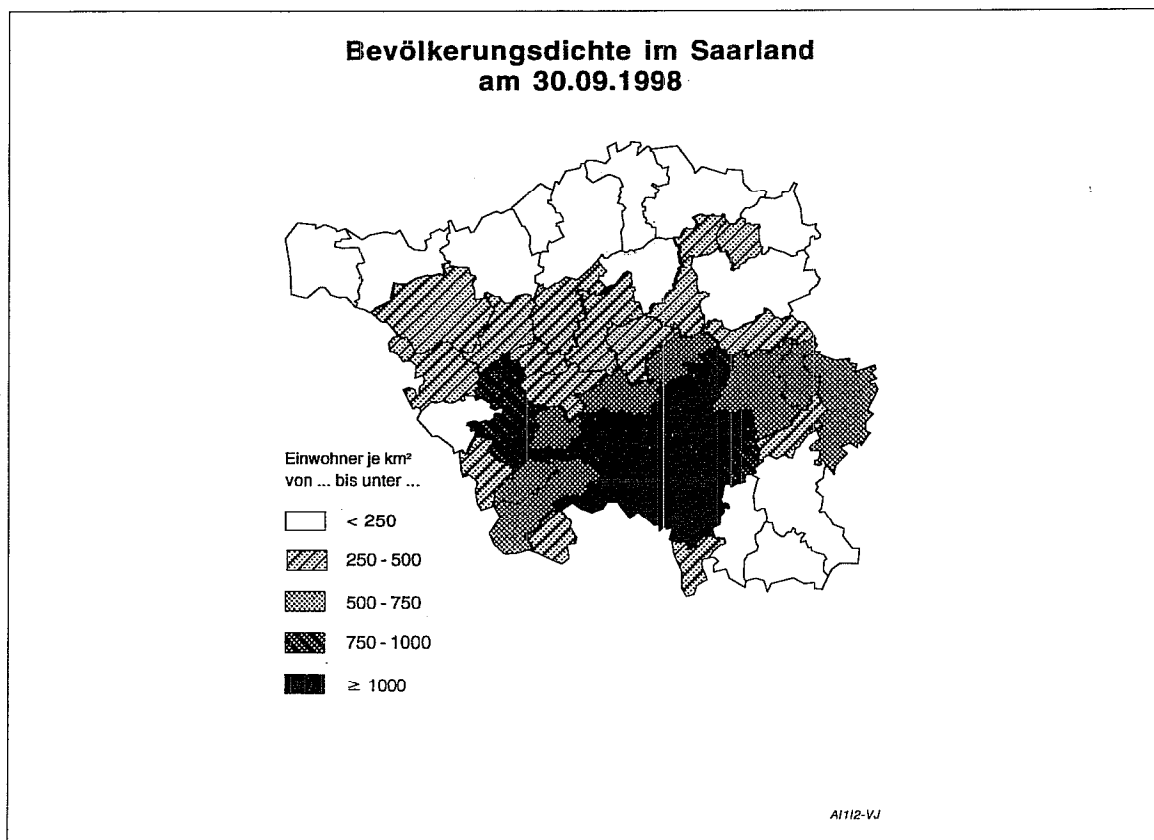 Bevölkerungsdichte im Saarland
am 30.09.1998
Einwohner je km²
von ... bis unter ...
< 250
250 - 500
500 - 750
750 - 1000
≥ 1000
AI1I2-VJ